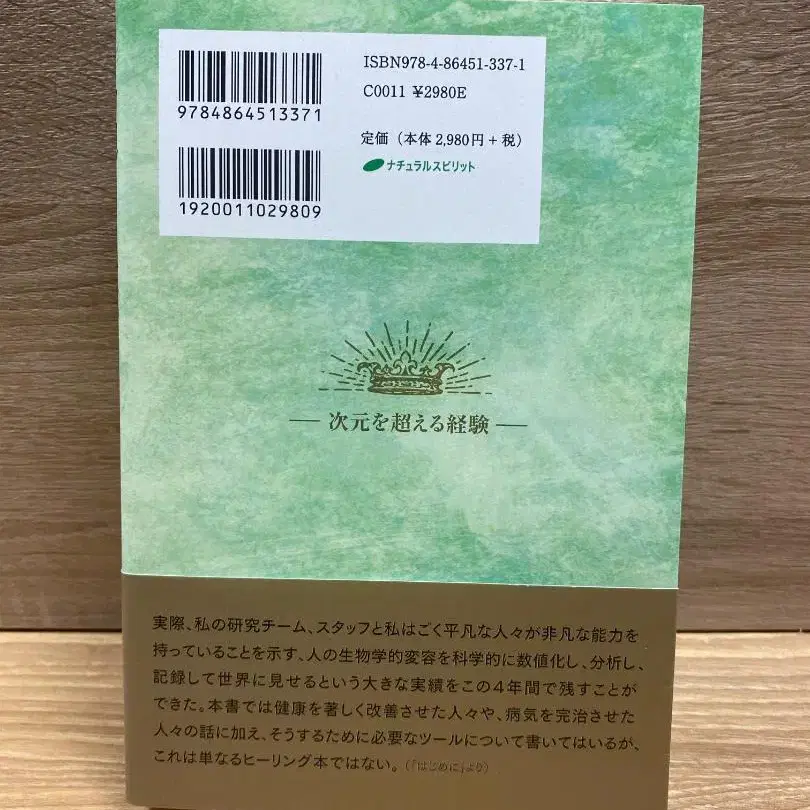 ISBN978-4-86451-337-1
C0011 ¥2980E
9784864513371
定価（本体2,980円+税）
ナチュラルスピリット
1920011029809
次元を超える経験
実際、私の研究チーム、スタッフと私はごく平凡な人々が非凡な能力を
持っていることを示す、人の生物学的変容を科学的に数値化し、分析し、
記録して世界に見せるという大きな実績をこの4年間で残すことが
できた。本書では健康を著しく改善させた人々や、病気を完治させた
人々の話に加え、そうするために必要なツールについて書いてはいるが、
これは単なるヒーリング本ではない。（「はじめに」より）